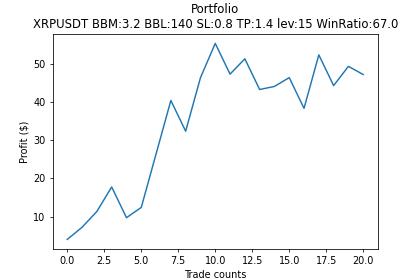 Portfolio
XRPUSDT BBM:3.2 BBL:140 SL:0.8 TP:1.4 lev:15 WinRatio:67.0
Profit ($)
50
40
30
20
10
0.0 2.5 5.0 7.5 10.0 12.5 15.0 17.5 20.0
Trade counts